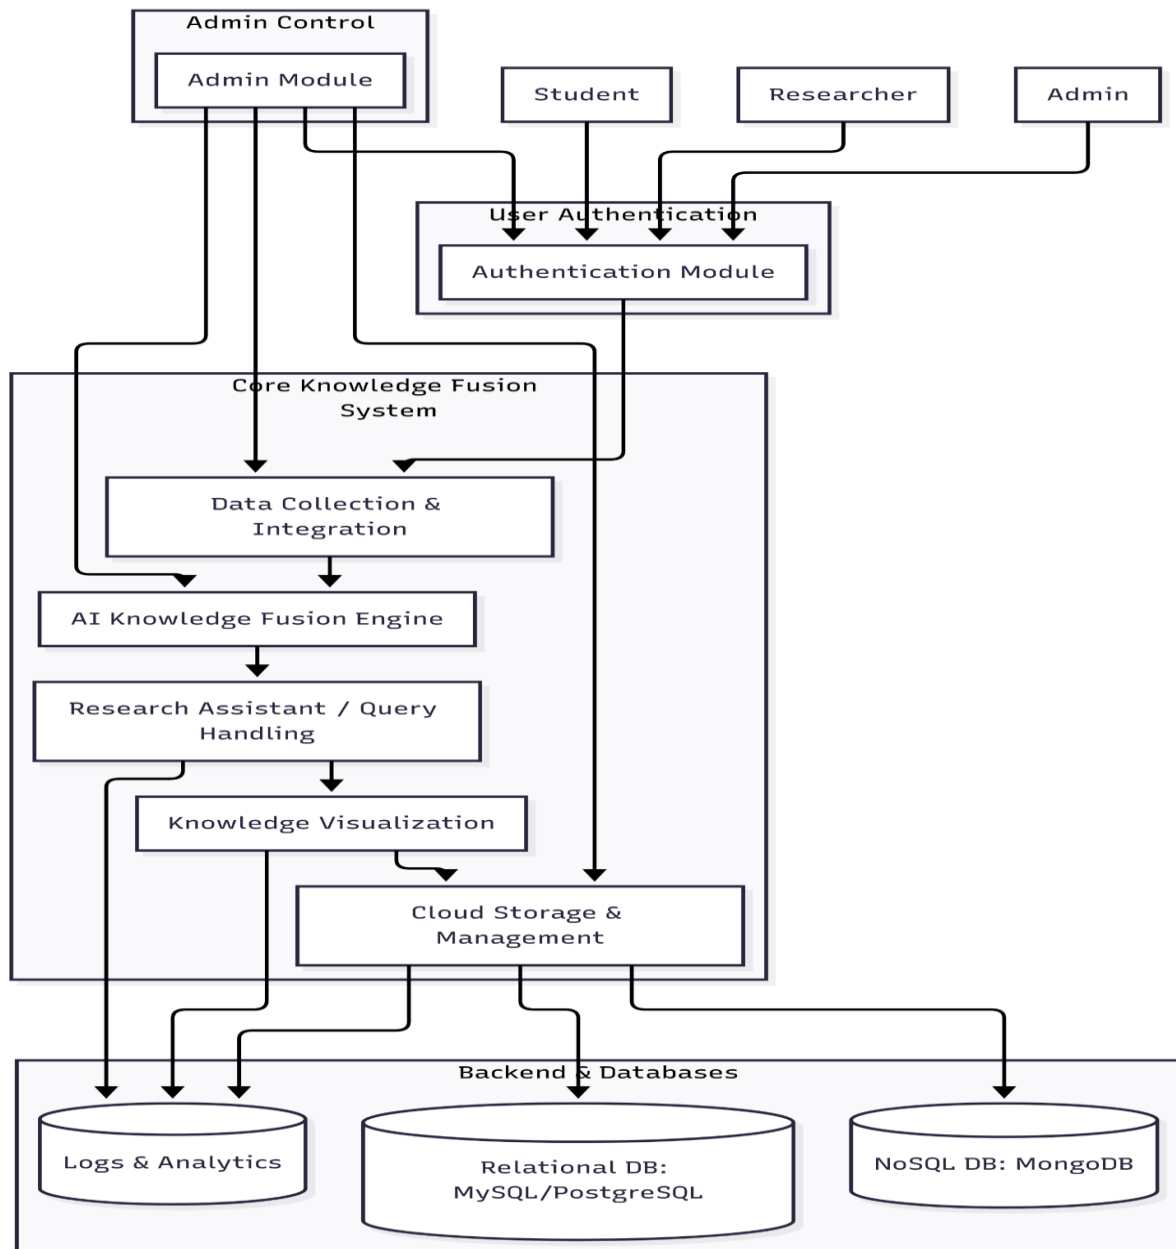 Admin Control
Admin Module
Student
Researcher
Admin
User Authentication
Authentication Module
Core Knowledge Fusion
System
Data Collection &
Integration
AI Knowledge Fusion Engine
Research Assistant / Query
Handling
Knowledge Visualization
Cloud Storage &
Management
Backend & Databases
Logs & Analytics
Relational DB:
MySQL/PostgreSQL
NoSQL DB: MongoDB